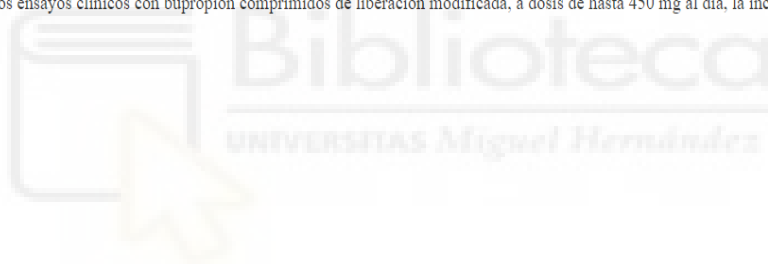 os ensayos clínicos con bupropion comprimidos de liberación modificada, a dosis de hasta 450 mg al día, la inc
Biblioteca
UNIVERSITAS Miguel Hernández